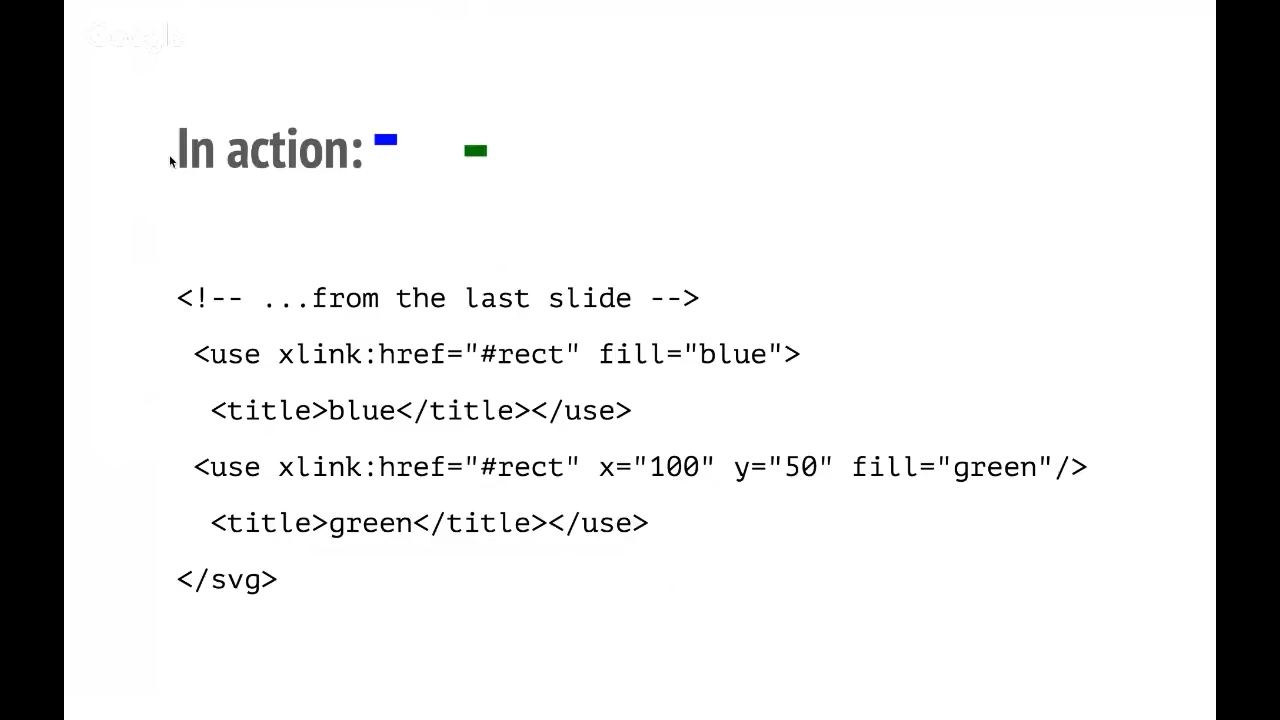 Google
In action:
<!-- ...from the last slide -->
<use xlink:href="#rect" fill="blue">
<title>blue</title></use>
<use xlink:href="#rect" x="100" y="50" fill="green"/>
<title>green</title></use>
</svg>